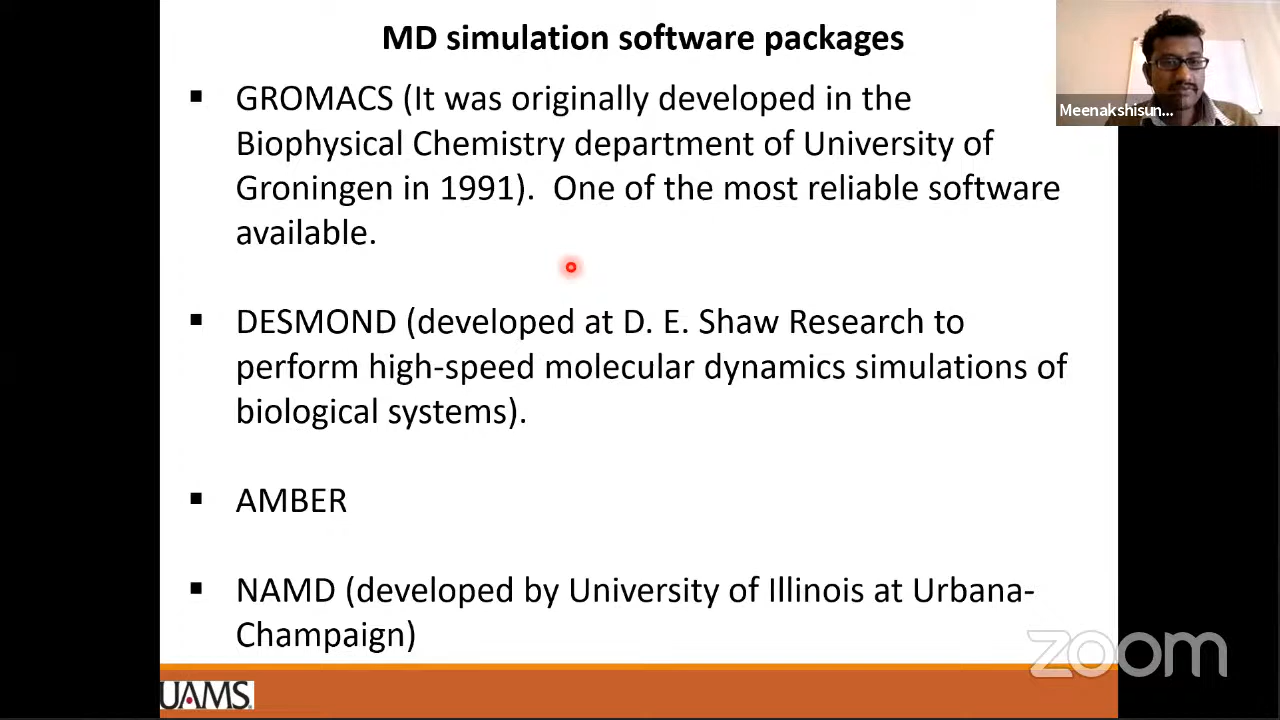 MD simulation software packages
▪ GROMACS (It was originally developed in the
Biophysical Chemistry department of University of
Groningen in 1991).  One of the most reliable software
available.
▪ DESMOND (developed at D. E. Shaw Research to
perform high-speed molecular dynamics simulations of
biological systems).
▪ AMBER
▪ NAMD (developed by University of Illinois at Urbana-
Champaign)
Meenakshisun...
zoom
UAMS